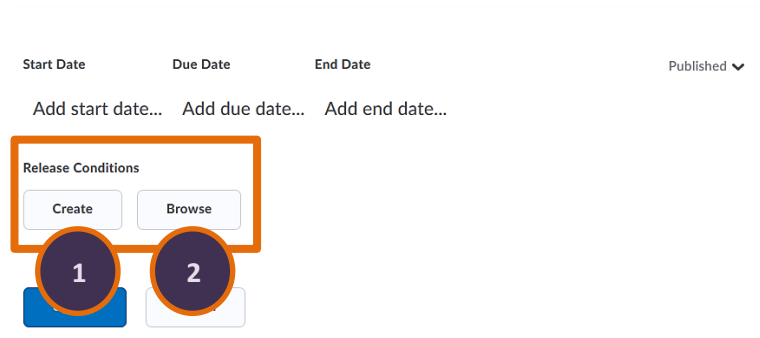 Start Date Due Date End Date Published
Add start date... Add due date... Add end date...
Release Conditions
Create Browse
1 2